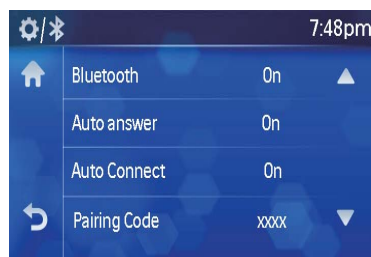 / 7:48pm
Bluetooth On
Auto answer On
Auto Connect On
Pairing Code xxxx